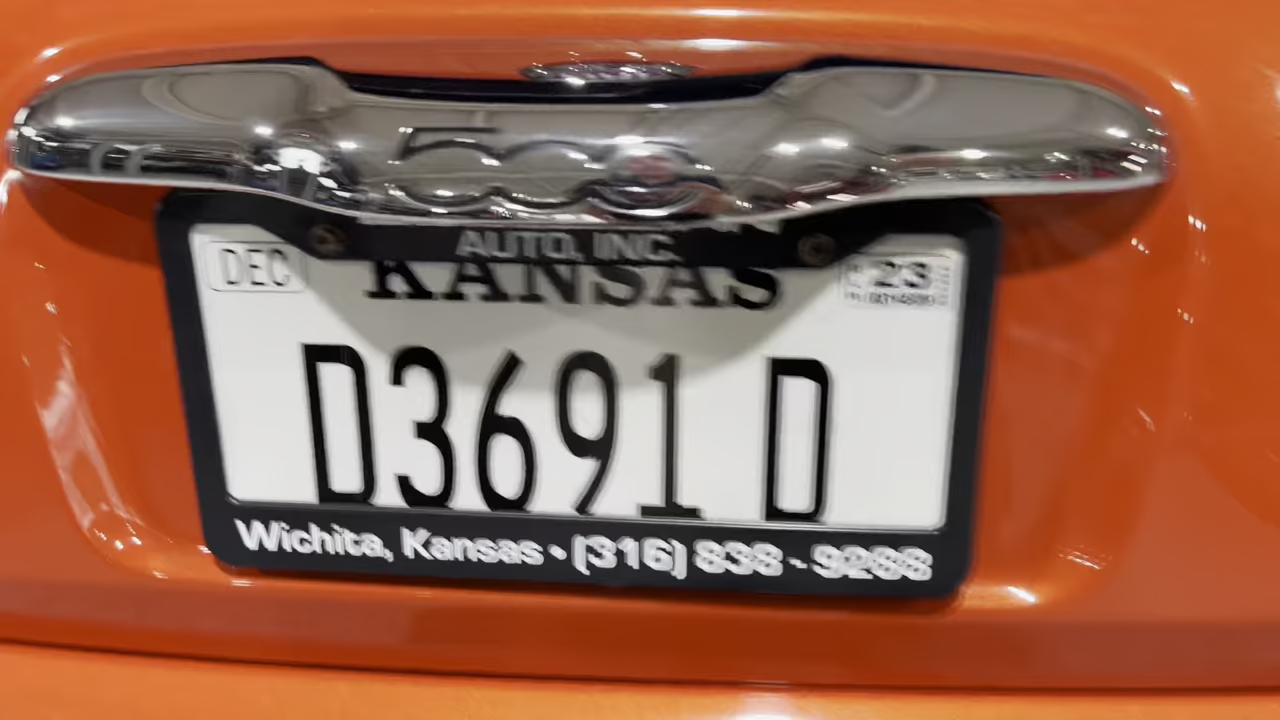 500
AUTO, INC.
DEC
KANSAS
23
D3691 D
Wichita, Kansas • (316) 838 - 9288